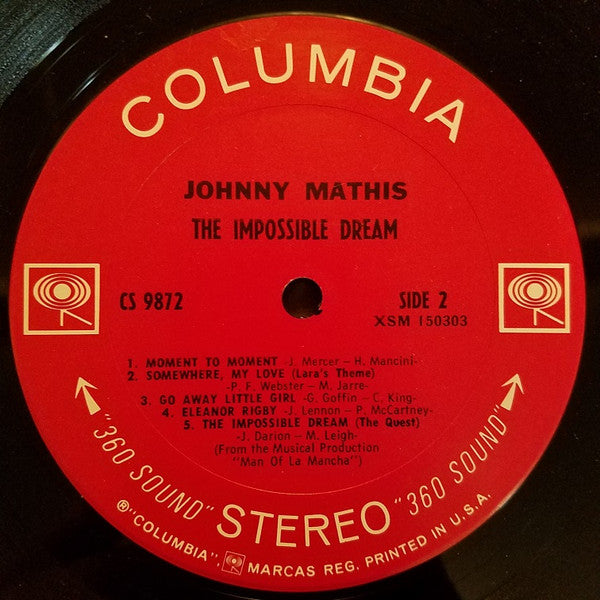 COLUMBIA
JOHNNY MATHIS
THE IMPOSSIBLE DREAM
CS 9872
SIDE 2
XSM 150303
1. MOMENT TO MOMENT -J. Mercer – H. Mancini-
2. SOMEWHERE, MY LOVE (Lara's Theme)
-P. F. Webster – M. Jarre-
3. GO AWAY LITTLE GIRL -G. Goffin – C. King-
4. ELEANOR RIGBY -J. Lennon – P. McCartney-
5. THE IMPOSSIBLE DREAM (The Quest)
-J. Darion – M. Leigh-
(From the Musical Production
"Man Of La Mancha")
"360 SOUND" STEREO "360 SOUND"
®"COLUMBIA", MARCAS REG. PRINTED IN U.S.A.